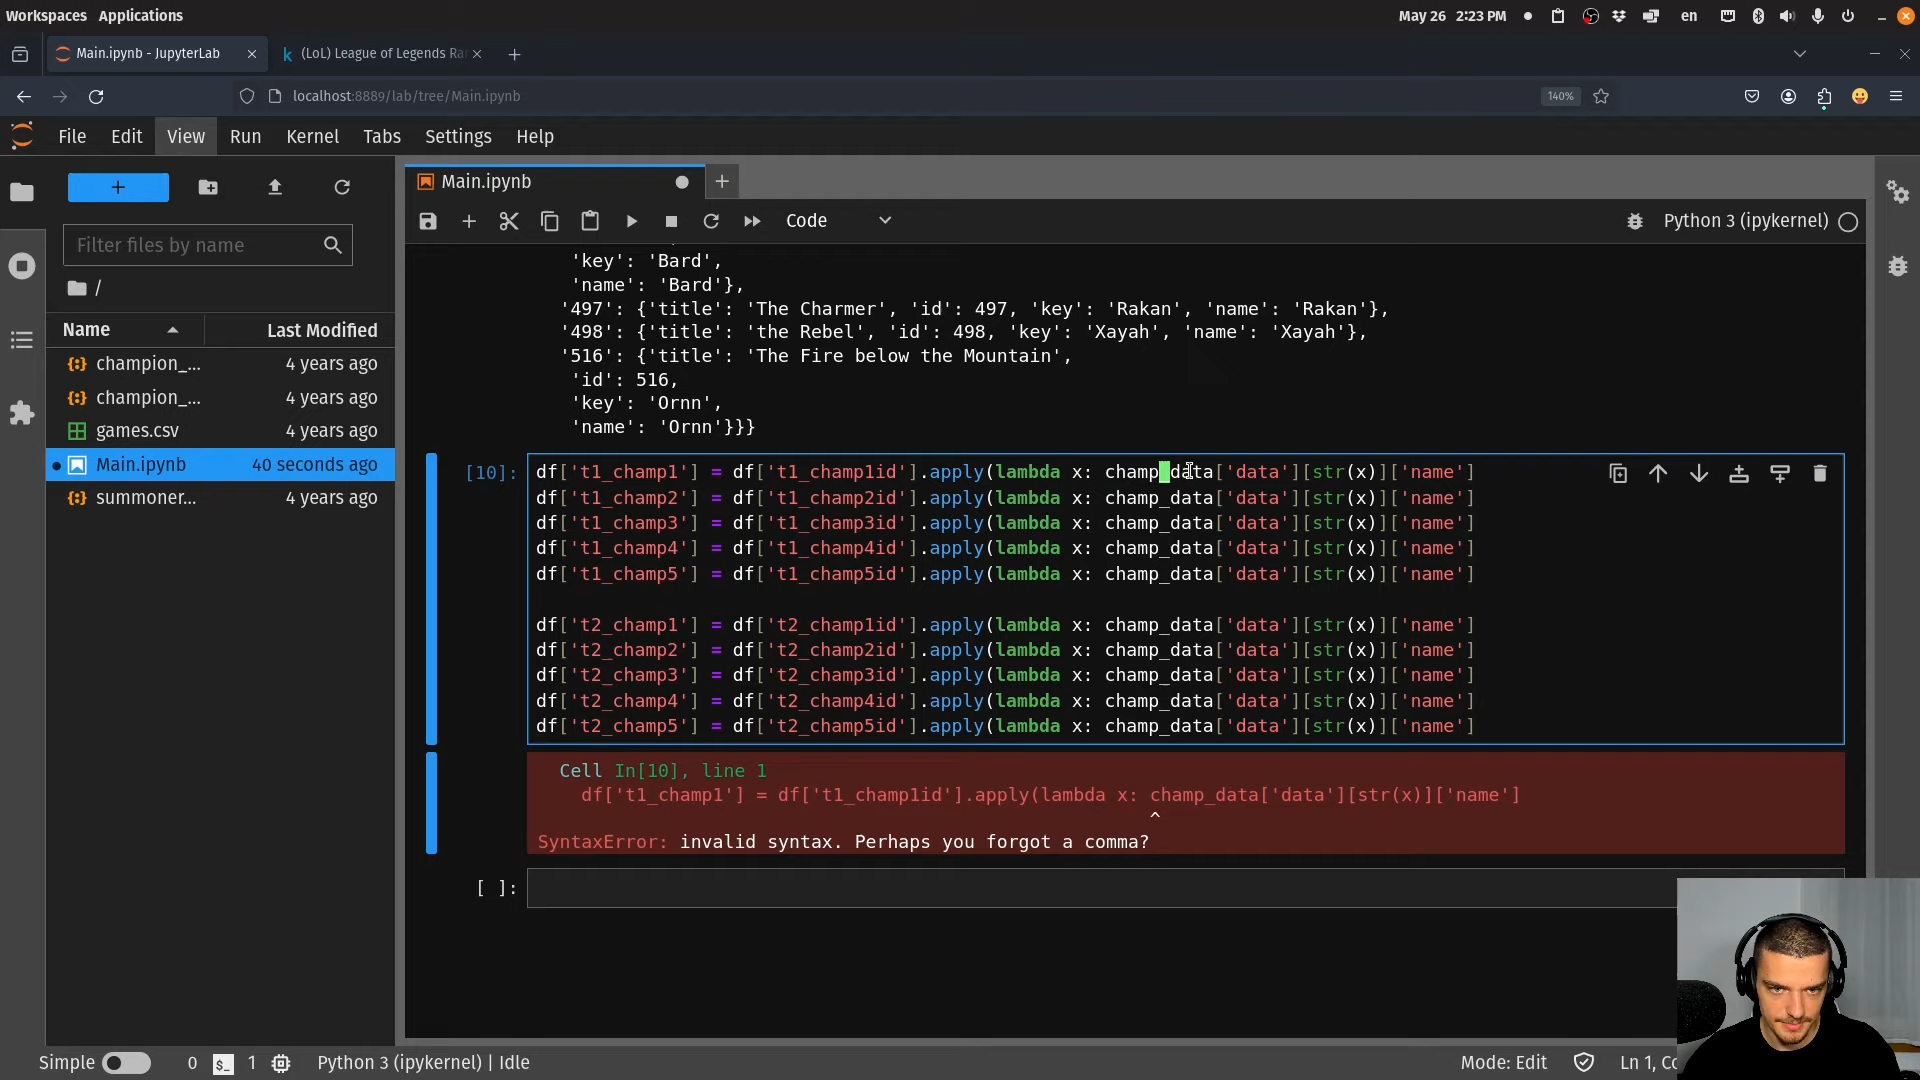 Workspaces Applications
May 26 2:23 PM
en
Main.ipynb - JupyterLab
(LoL) League of Legends Ra
localhost:8889/lab/tree/Main.ipynb
140%
File Edit View Run Kernel Tabs Settings Help
Main.ipynb
Code
Python 3 (ipykernel)
Filter files by name
/
Name Last Modified
champion_... 4 years ago
champion_... 4 years ago
games.csv 4 years ago
Main.ipynb 40 seconds ago
summoner... 4 years ago
'key': 'Bard',
'name': 'Bard'},
'497': {'title': 'The Charmer', 'id': 497, 'key': 'Rakan', 'name': 'Rakan'},
'498': {'title': 'the Rebel', 'id': 498, 'key': 'Xayah', 'name': 'Xayah'},
'516': {'title': 'The Fire below the Mountain',
'id': 516,
'key': 'Ornn',
'name': 'Ornn'}}}
[10]:
df['t1_champ1'] = df['t1_champ1id'].apply(lambda x: champ_data['data'][str(x)]['name']
df['t1_champ2'] = df['t1_champ2id'].apply(lambda x: champ_data['data'][str(x)]['name']
df['t1_champ3'] = df['t1_champ3id'].apply(lambda x: champ_data['data'][str(x)]['name']
df['t1_champ4'] = df['t1_champ4id'].apply(lambda x: champ_data['data'][str(x)]['name']
df['t1_champ5'] = df['t1_champ5id'].apply(lambda x: champ_data['data'][str(x)]['name']
df['t2_champ1'] = df['t2_champ1id'].apply(lambda x: champ_data['data'][str(x)]['name']
df['t2_champ2'] = df['t2_champ2id'].apply(lambda x: champ_data['data'][str(x)]['name']
df['t2_champ3'] = df['t2_champ3id'].apply(lambda x: champ_data['data'][str(x)]['name']
df['t2_champ4'] = df['t2_champ4id'].apply(lambda x: champ_data['data'][str(x)]['name']
df['t2_champ5'] = df['t2_champ5id'].apply(lambda x: champ_data['data'][str(x)]['name']
Cell In[10], line 1
df['t1_champ1'] = df['t1_champ1id'].apply(lambda x: champ_data['data'][str(x)]['name']
^
SyntaxError: invalid syntax. Perhaps you forgot a comma?
[ ]:
Simple 0 1 Python 3 (ipykernel) | Idle Mode: Edit Ln 1,